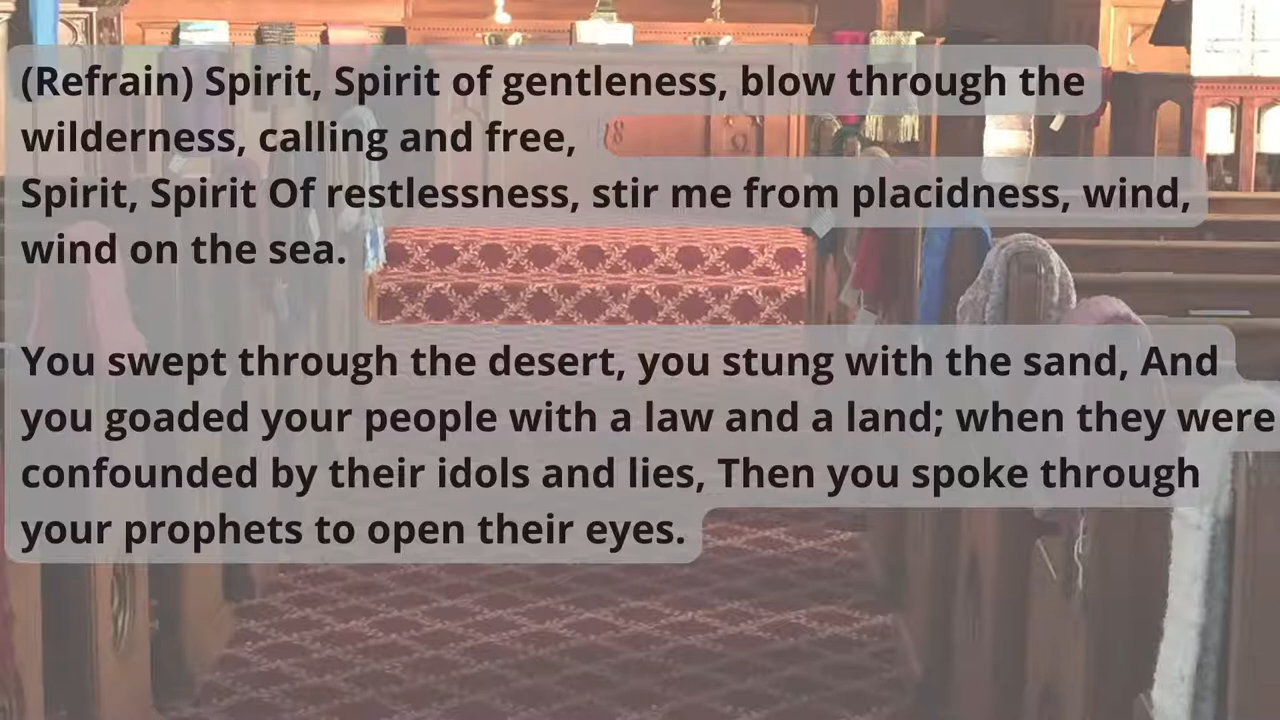 (Refrain) Spirit, Spirit of gentleness, blow through the
wilderness, calling and free,
Spirit, Spirit Of restlessness, stir me from placidness, wind,
wind on the sea.
You swept through the desert, you stung with the sand, And
you goaded your people with a law and a land; when they were
confounded by their idols and lies, Then you spoke through
your prophets to open their eyes.